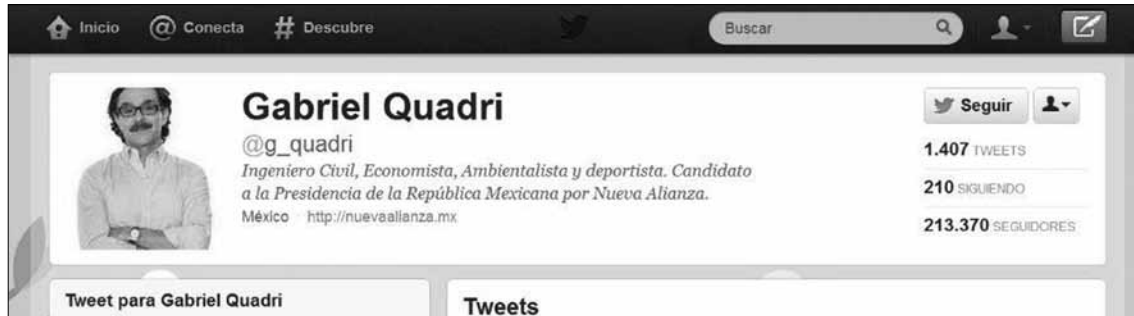 Inicio @ Conecta # Descubre Buscar
Gabriel Quadri
Seguir
@g_quadri
Ingeniero Civil, Economista, Ambientalista y deportista. Candidato
a la Presidencia de la República Mexicana por Nueva Alianza.
México http://nuevaalianza.mx
1.407 TWEETS
210 SIGUIENDO
213.370 SEGUIDORES
Tweet para Gabriel Quadri
Tweets